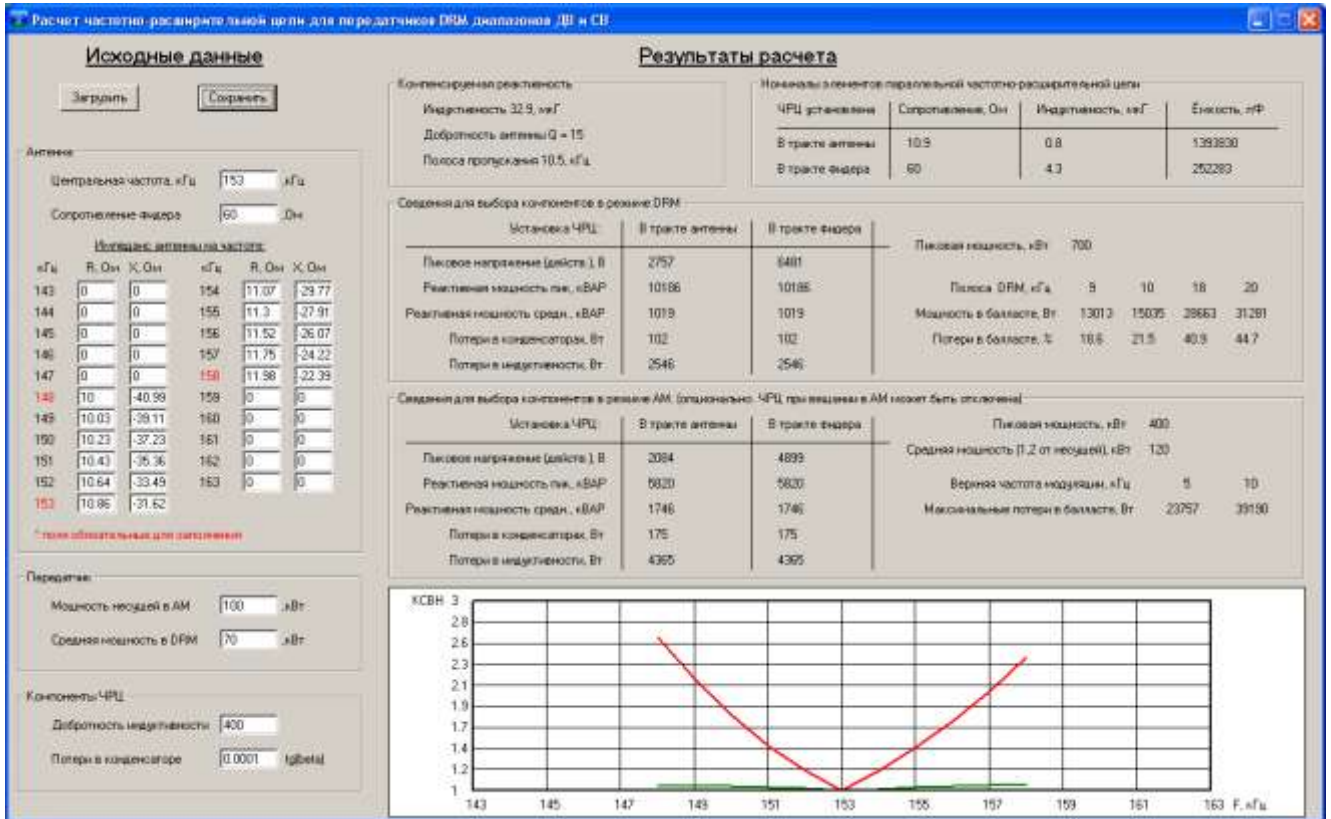 Расчет частотно-расширительной цепи для передатчиков DRM диапазонов ДВ и СВ
Исходные данные
Загрузить Сохранить
Антенна
Центральная частота, кГц 153 ,кГц
Сопротивление фидера 60 ,Ом
Импеданс антенны на частоте:
кГц R, Ом X, Ом кГц R, Ом X, Ом
143 0 0 154 11.07 -29.77
144 0 0 155 11.3 -27.91
145 0 0 156 11.52 -26.07
146 0 0 157 11.75 -24.22
147 0 0 158 11.98 -22.39
148 10 -40.99 159 0 0
149 10.03 -39.11 160 0 0
150 10.23 -37.23 161 0 0
151 10.43 -35.36 162 0 0
152 10.64 -33.49 163 0 0
153 10.86 -31.62
* поля обязательных для заполнения
Передатчик
Мощность несущей в АМ 100 ,кВт
Средняя мощность в DRM 70 ,кВт
Компоненты ЧРЦ
Добротность индуктивности 400
Потери в конденсаторе 0.0001 tg(beta)
Результаты расчета
Компенсируемая реактивность
Индуктивность 32.9, мкГ
Добротность антенны Q = 15
Полоса пропускания 10.5, кГц
Номиналы элементов параллельной частотно-расширительной цепи
ЧРЦ установлена Сопротивление, Ом Индуктивность, мкГ Ёмкость, пФ
В тракте антенны 10.9 0.8 1393830
В тракте фидера 60 4.3 252283
Сведения для выбора компонентов в режиме DRM
Установка ЧРЦ: В тракте антенны В тракте фидера
Пиковое напряжение (действ.), В 2757 6481
Реактивная мощность пик., кВАР 10186 10186
Реактивная мощность средн., кВАР 1019 1019
Потери в конденсаторах, Вт 102 102
Потери в индуктивности, Вт 2546 2546
Пиковая мощность, кВт 700
Полоса DRM, кГц 9 10 18 20
Мощность в балласте, Вт 13013 15035 28663 31281
Потери в балласте, % 18.6 21.5 40.9 44.7
Сведения для выбора компонентов в режиме АМ. (опционально. ЧРЦ при вещании в АМ может быть отключена)
Установка ЧРЦ: В тракте антенны В тракте фидера
Пиковое напряжение (действ.), В 2084 4899
Реактивная мощность пик., кВАР 5820 5820
Реактивная мощность средн., кВАР 1746 1746
Потери в конденсаторах, Вт 175 175
Потери в индуктивности, Вт 4365 4365
Пиковая мощность, кВт 400
Средняя мощность (1.2 от несущей), кВт 120
Верхняя частота модуляции, кГц 5 10
Максимальные потери в балласте, Вт 23757 39190
КСВН 3
2.8
2.6
2.3
2.1
1.9
1.7
1.4
1.2
1
143 145 147 149 151 153 155 157 159 161 163 F, кГц